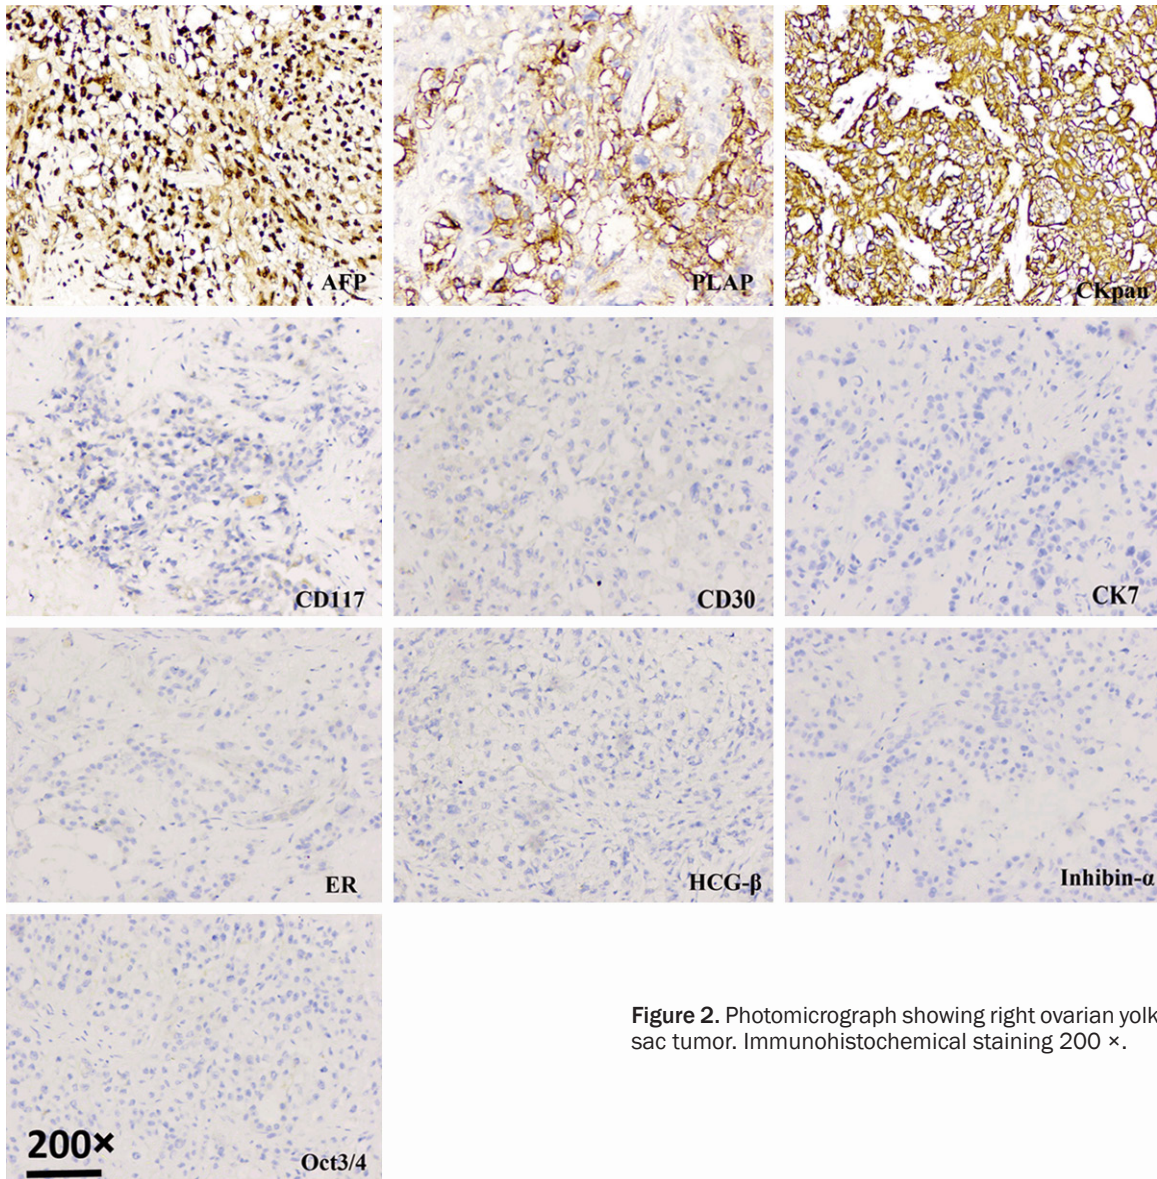 AFP
PLAP
CKpan
CD117
CD30
CK7
ER
HCG-β
Inhibin-α
200×
Oct3/4
Figure 2. Photomicrograph showing right ovarian yolk
sac tumor. Immunohistochemical staining 200 ×.